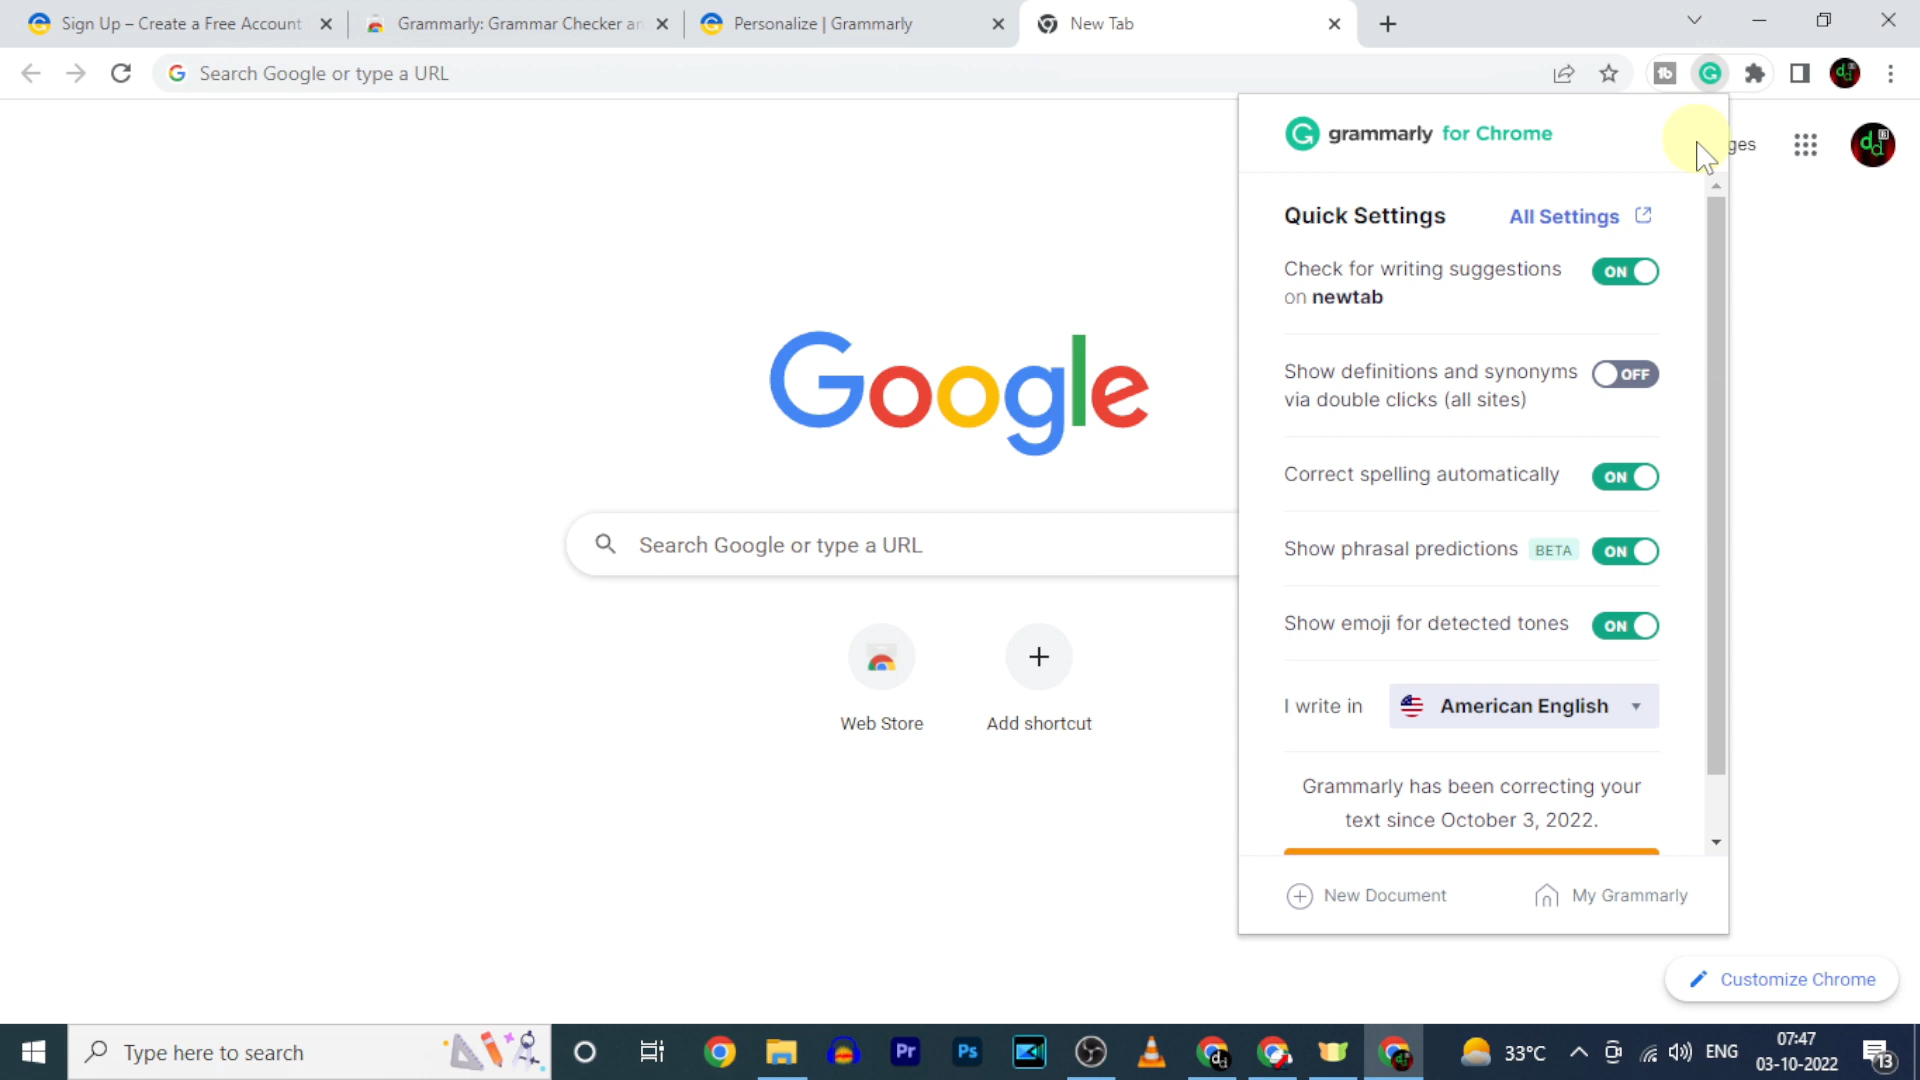 Sign Up – Create a Free Account
Grammarly: Grammar Checker an
Personalize | Grammarly
New Tab
Search Google or type a URL
grammarly for Chrome
ges
Quick Settings
All Settings
Check for writing suggestions
on newtab
ON
Show definitions and synonyms
via double clicks (all sites)
OFF
Correct spelling automatically
ON
Show phrasal predictions BETA
ON
Show emoji for detected tones
ON
I write in
American English
Grammarly has been correcting your
text since October 3, 2022.
New Document
My Grammarly
Google
Search Google or type a URL
Web Store
Add shortcut
Customize Chrome
Type here to search
Pr
Ps
33°C
ENG
07:47
03-10-2022
13